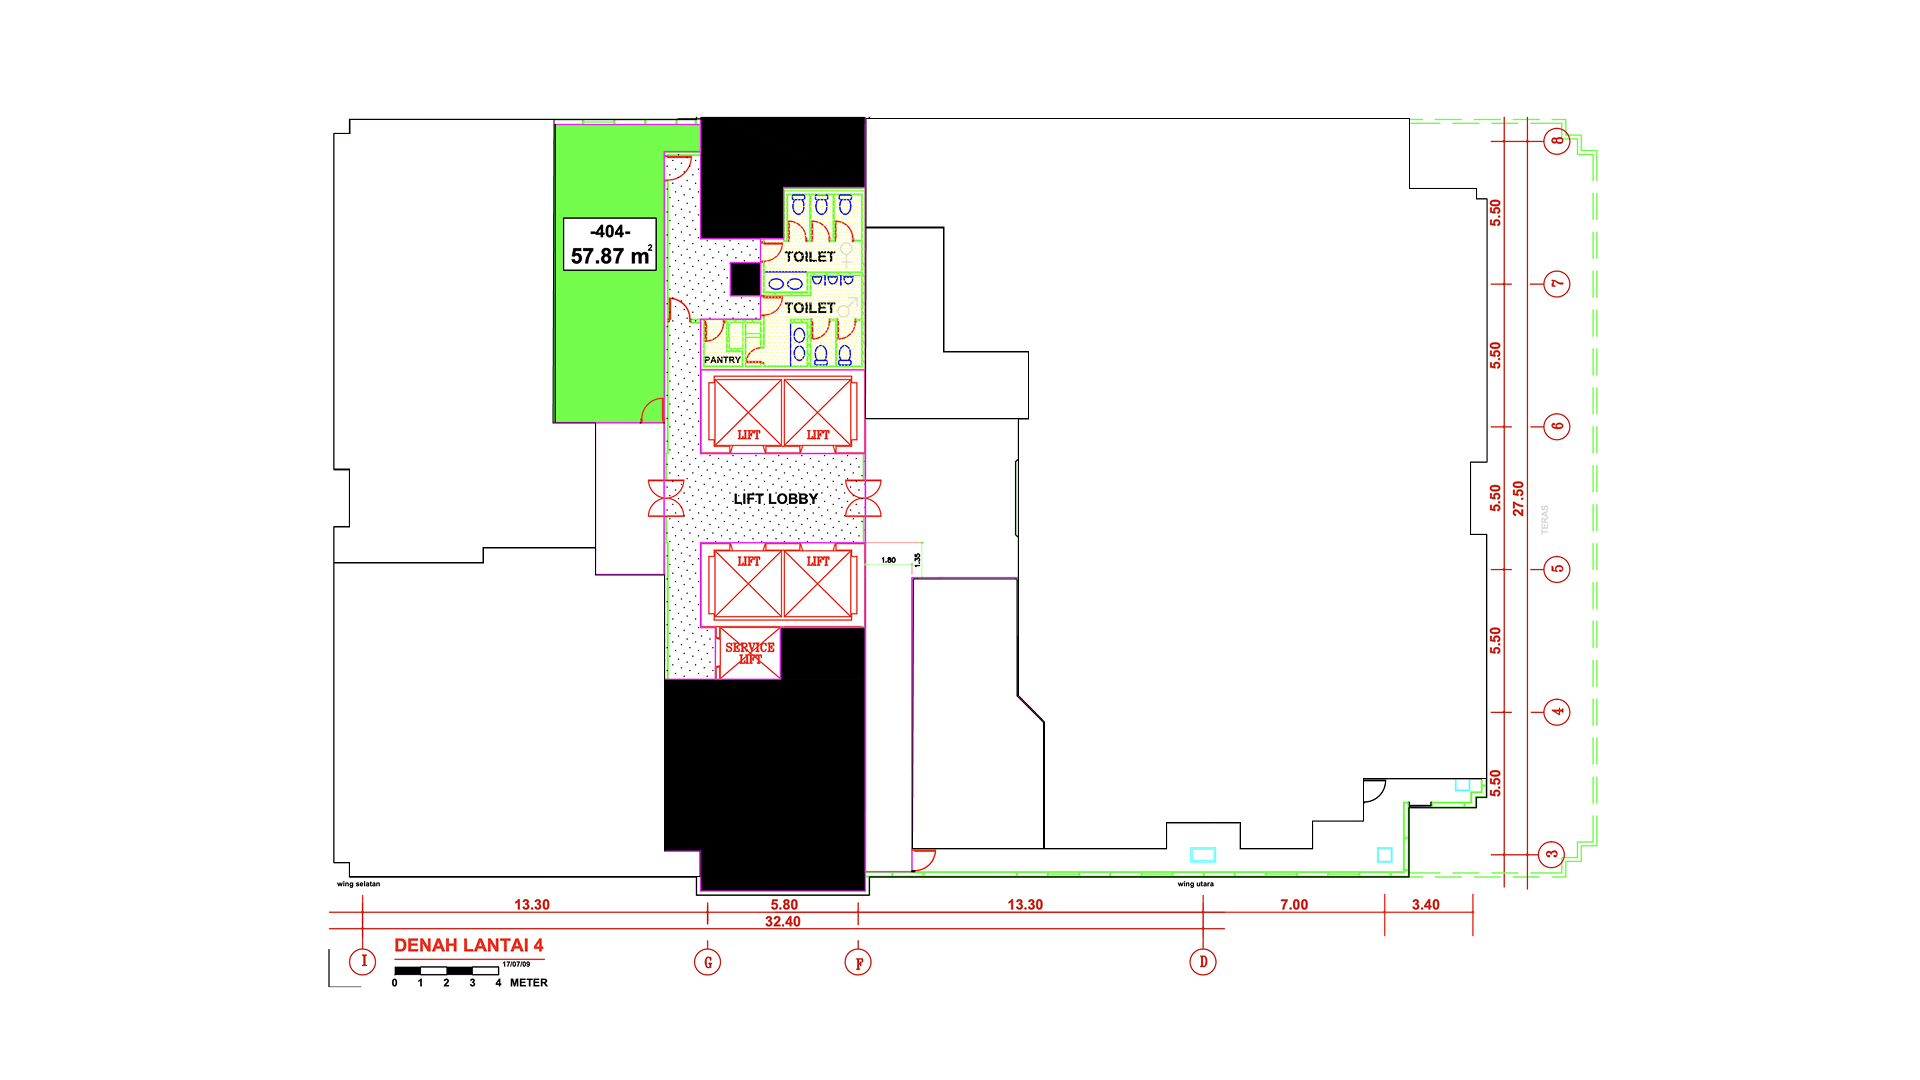 -404-
57.87 m2
TOILET
TOILET
PANTRY
LIFT
LIFT
LIFT LOBBY
LIFT
LIFT
SERVICE
LIFT
1.80
1.35
8
7
6
5
4
3
5.50
5.50
5.50
5.50
5.50
27.50
TERAS
wing selatan
wing utara
13.30
5.80
13.30
7.00
3.40
32.40
I
G
F
D
DENAH LANTAI 4
17/07/09
0 1 2 3 4 METER